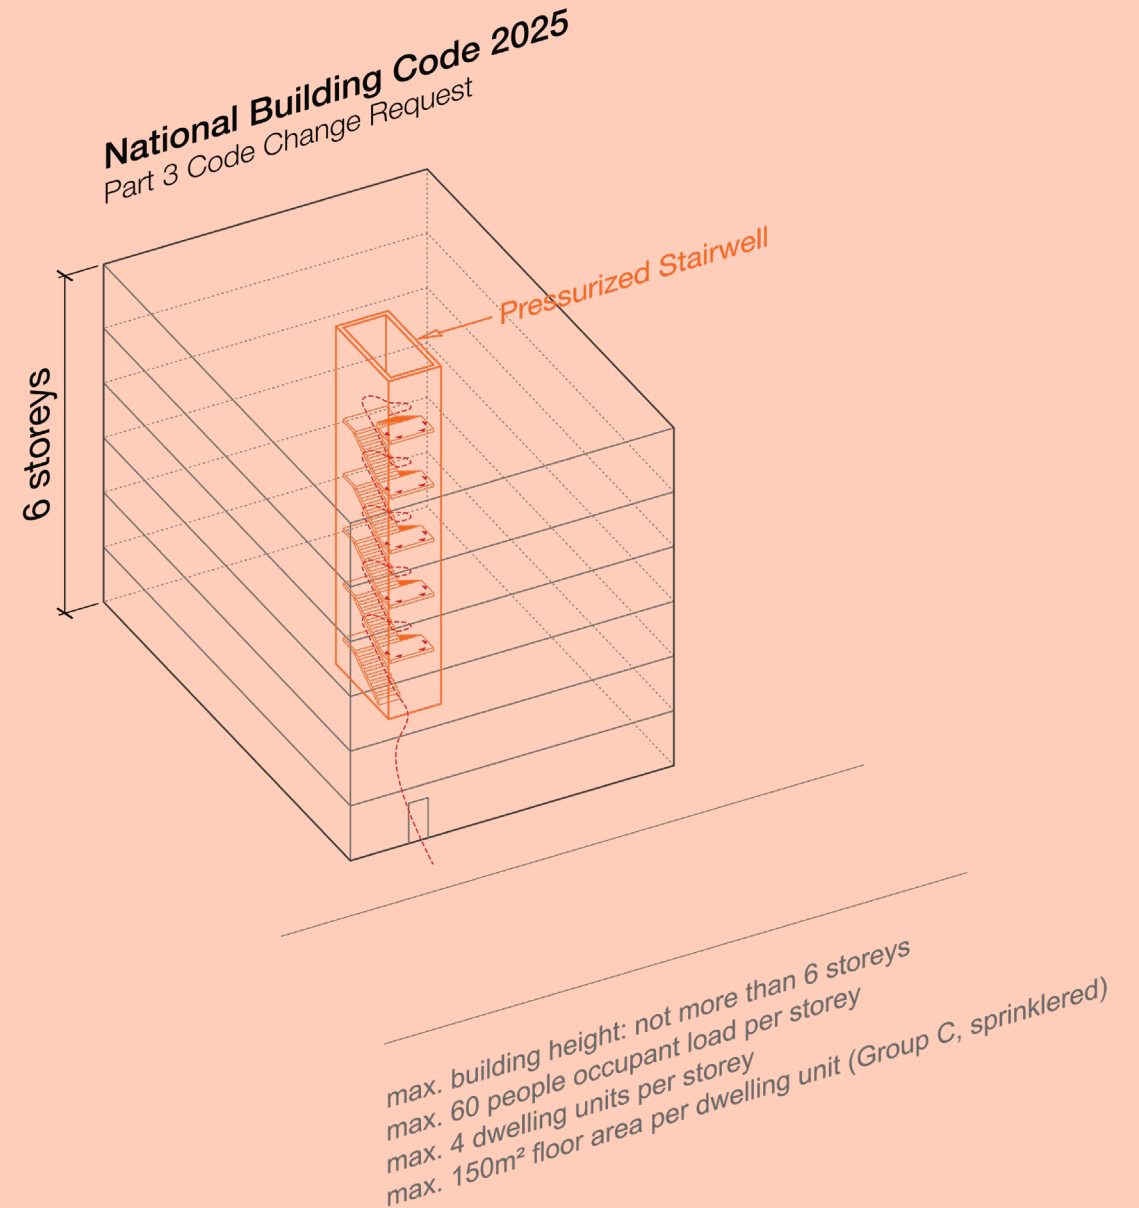 National Building Code 2025
Part 3 Code Change Request
Pressurized Stairwell
6 storeys
max. building height: not more than 6 storeys
max. 60 people occupant load per storey
max. 4 dwelling units per storey
max. 150m² floor area per dwelling unit (Group C, sprinklered)